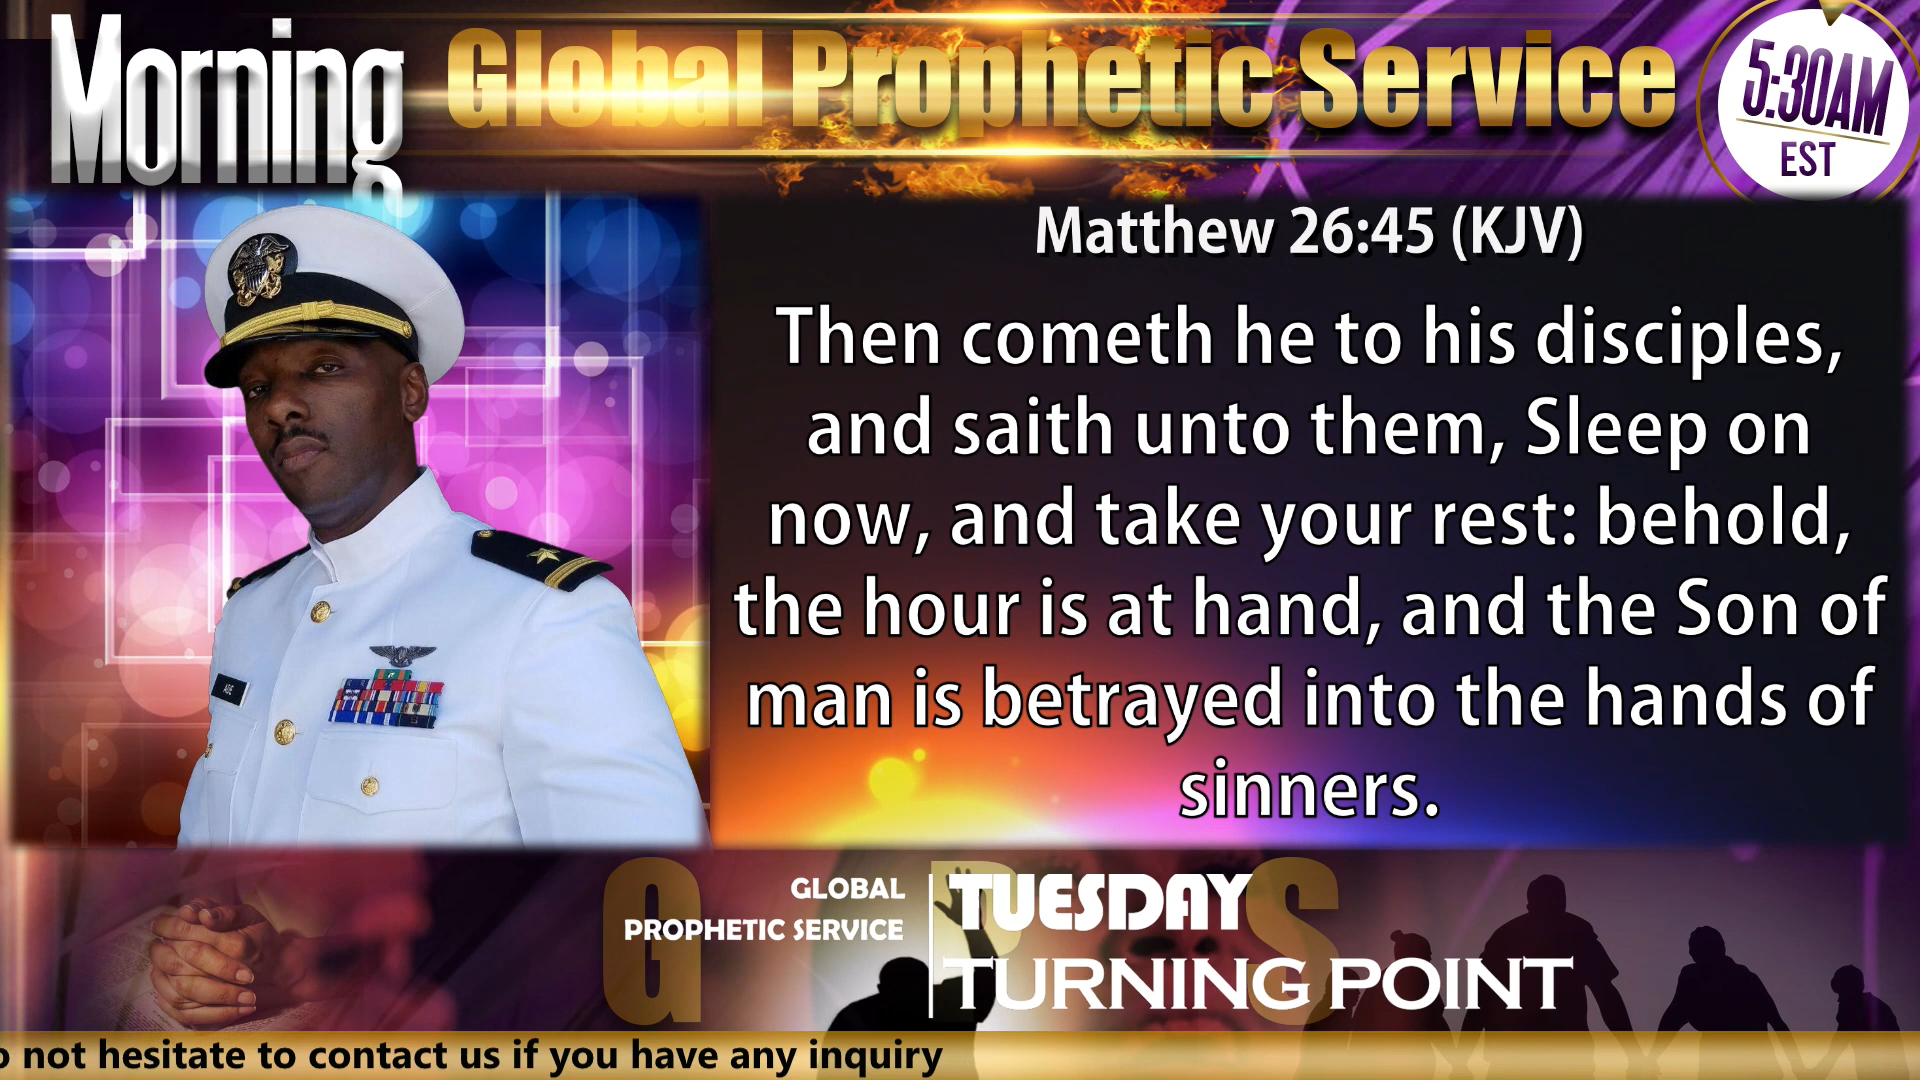 Morning
Global Prophetic Service
5:30AM
EST
Matthew 26:45 (KJV)
Then cometh he to his disciples,
and saith unto them, Sleep on
now, and take your rest: behold,
the hour is at hand, and the Son of
man is betrayed into the hands of
sinners.
G P S
GLOBAL
PROPHETIC SERVICE
TUESDAY
TURNING POINT
not hesitate to contact us if you have any inquiry